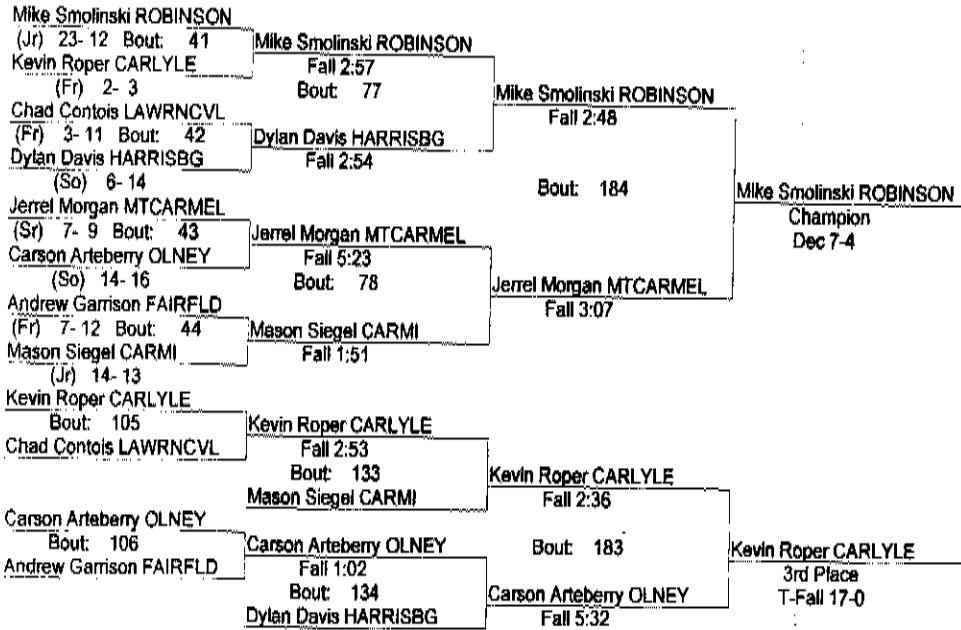 Mike Smolinski ROBINSON
(Jr) 23- 12 Bout: 41
Kevin Roper CARLYLE
(Fr) 2- 3
Chad Contois LAWRNCVL
(Fr) 3- 11 Bout: 42
Dylan Davis HARRISBG
(So) 6- 14
Jerrel Morgan MTCARMEL
(Sr) 7- 9 Bout: 43
Carson Arteberry OLNEY
(So) 14- 16
Andrew Garrison FAIRFLD
(Fr) 7- 12 Bout: 44
Mason Siegel CARMI
(Jr) 14- 13
Mike Smolinski ROBINSON
Fall 2:57
Bout: 77
Dylan Davis HARRISBG
Fall 2:54
Jerrel Morgan MTCARMEL
Fall 5:23
Bout: 78
Mason Siegel CARMI
Fall 1:51
Mike Smolinski ROBINSON
Fall 2:48
Bout: 184
Jerrel Morgan MTCARMEL
Fall 3:07
Mike Smolinski ROBINSON
Champion
Dec 7-4
Kevin Roper CARLYLE
Bout: 105
Chad Contois LAWRNCVL
Carson Arteberry OLNEY
Bout: 106
Andrew Garrison FAIRFLD
Kevin Roper CARLYLE
Fall 2:53
Bout: 133
Mason Siegel CARMI
Carson Arteberry OLNEY
Fall 1:02
Bout: 134
Dylan Davis HARRISBG
Kevin Roper CARLYLE
Fall 2:36
Bout: 183
Carson Arteberry OLNEY
Fall 5:32
Kevin Roper CARLYLE
3rd Place
T-Fall 17-0